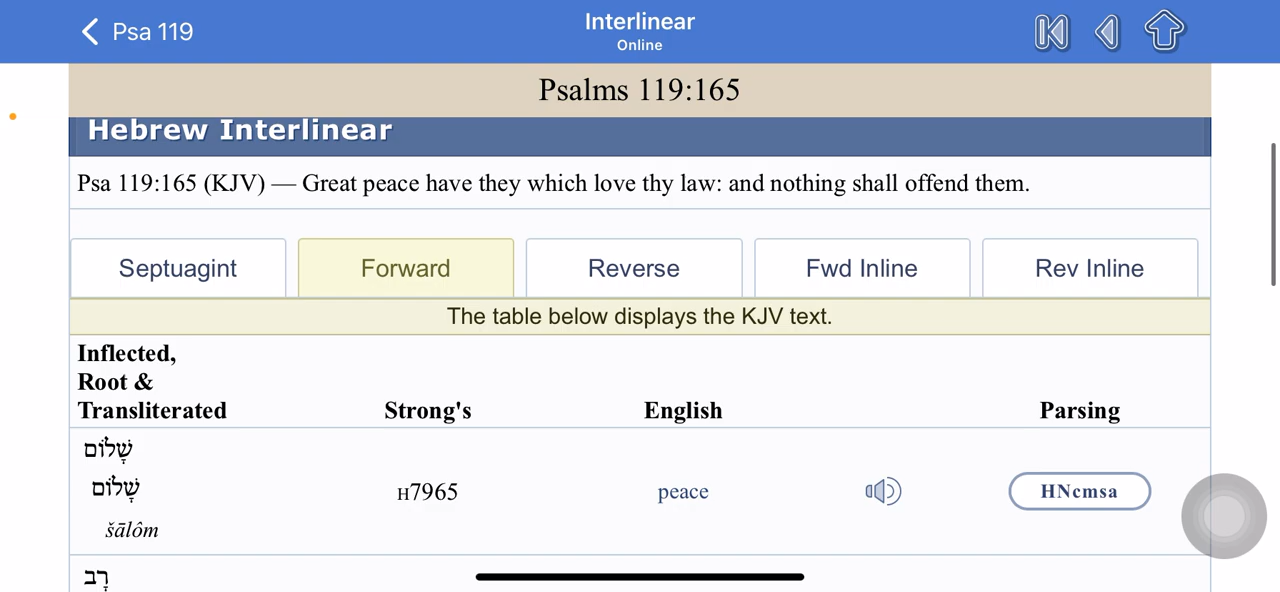 Psa 119
Interlinear
Online
Psalms 119:165
Hebrew Interlinear
Psa 119:165 (KJV) — Great peace have they which love thy law: and nothing shall offend them.
Septuagint Forward Reverse Fwd Inline Rev Inline
The table below displays the KJV text.
Inflected,
Root &
Transliterated Strong's English Parsing
שָׁלוֹם
שָׁלוֹם H7965 peace HNcmsa
šālôm
רָב